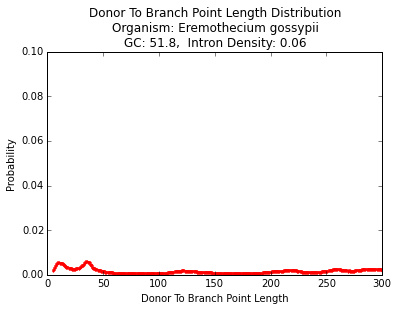 Donor To Branch Point Length Distribution
Organism: Eremothecium gossypii
GC: 51.8,  Intron Density: 0.06
0.10
0.08
0.06
0.04
0.02
0.00
Probability
0 50 100 150 200 250 300
Donor To Branch Point Length